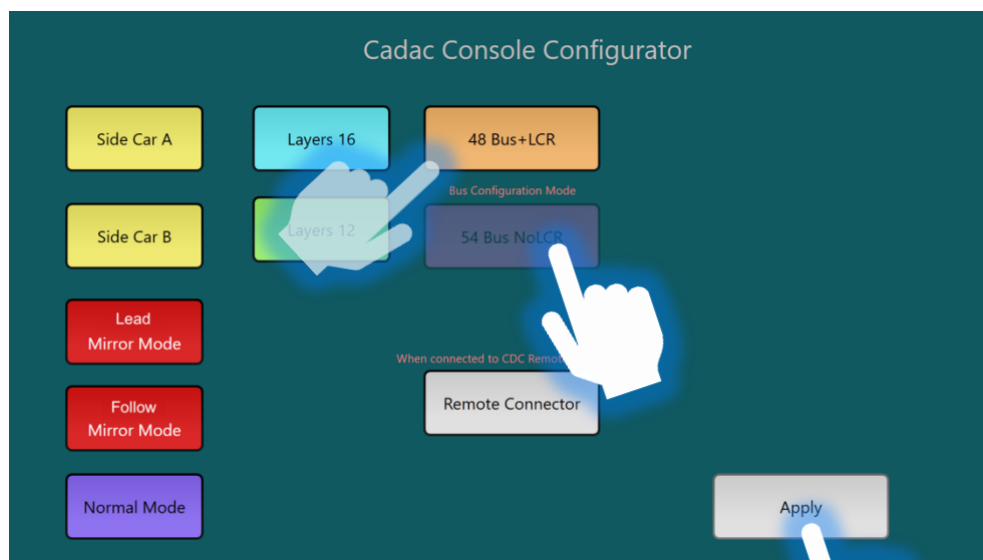 Cadac Console Configurator
Side Car A
Layers 16
48 Bus+LCR
Bus Configuration Mode
Side Car B
Layers 12
54 Bus NoLCR
Lead
Mirror Mode
When connected to CDC Remot
Remote Connector
Follow
Mirror Mode
Normal Mode
Apply